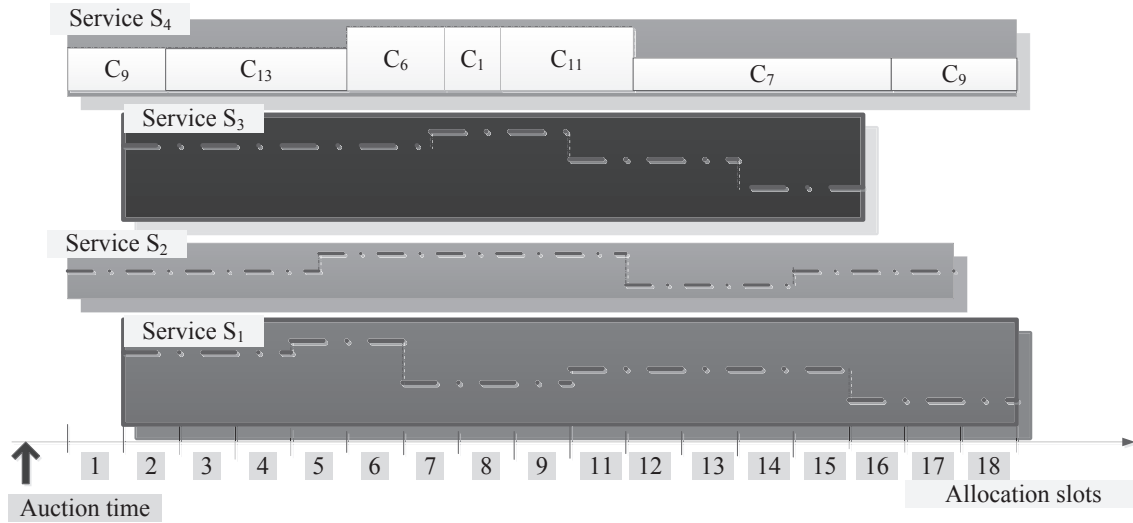 Service S₄
C₉ C₁₃ C₆ C₁ C₁₁ C₇ C₉
Service S₃
Service S₂
Service S₁
1 2 3 4 5 6 7 8 9 11 12 13 14 15 16 17 18
Auction time
Allocation slots